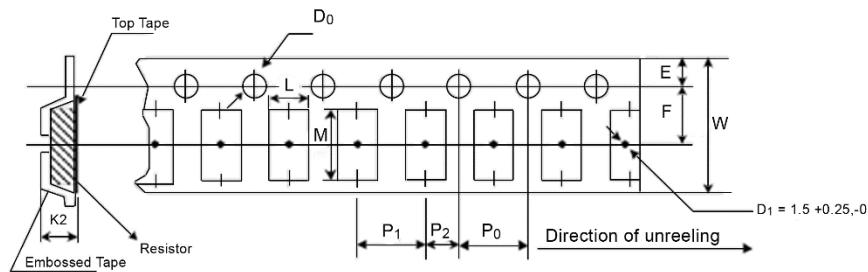 Top Tape
D0
E
L
F
W
M
K2
D1 = 1.5 +0.25,-0
P1
P2
P0
Resistor
Direction of unreeling
Embossed Tape